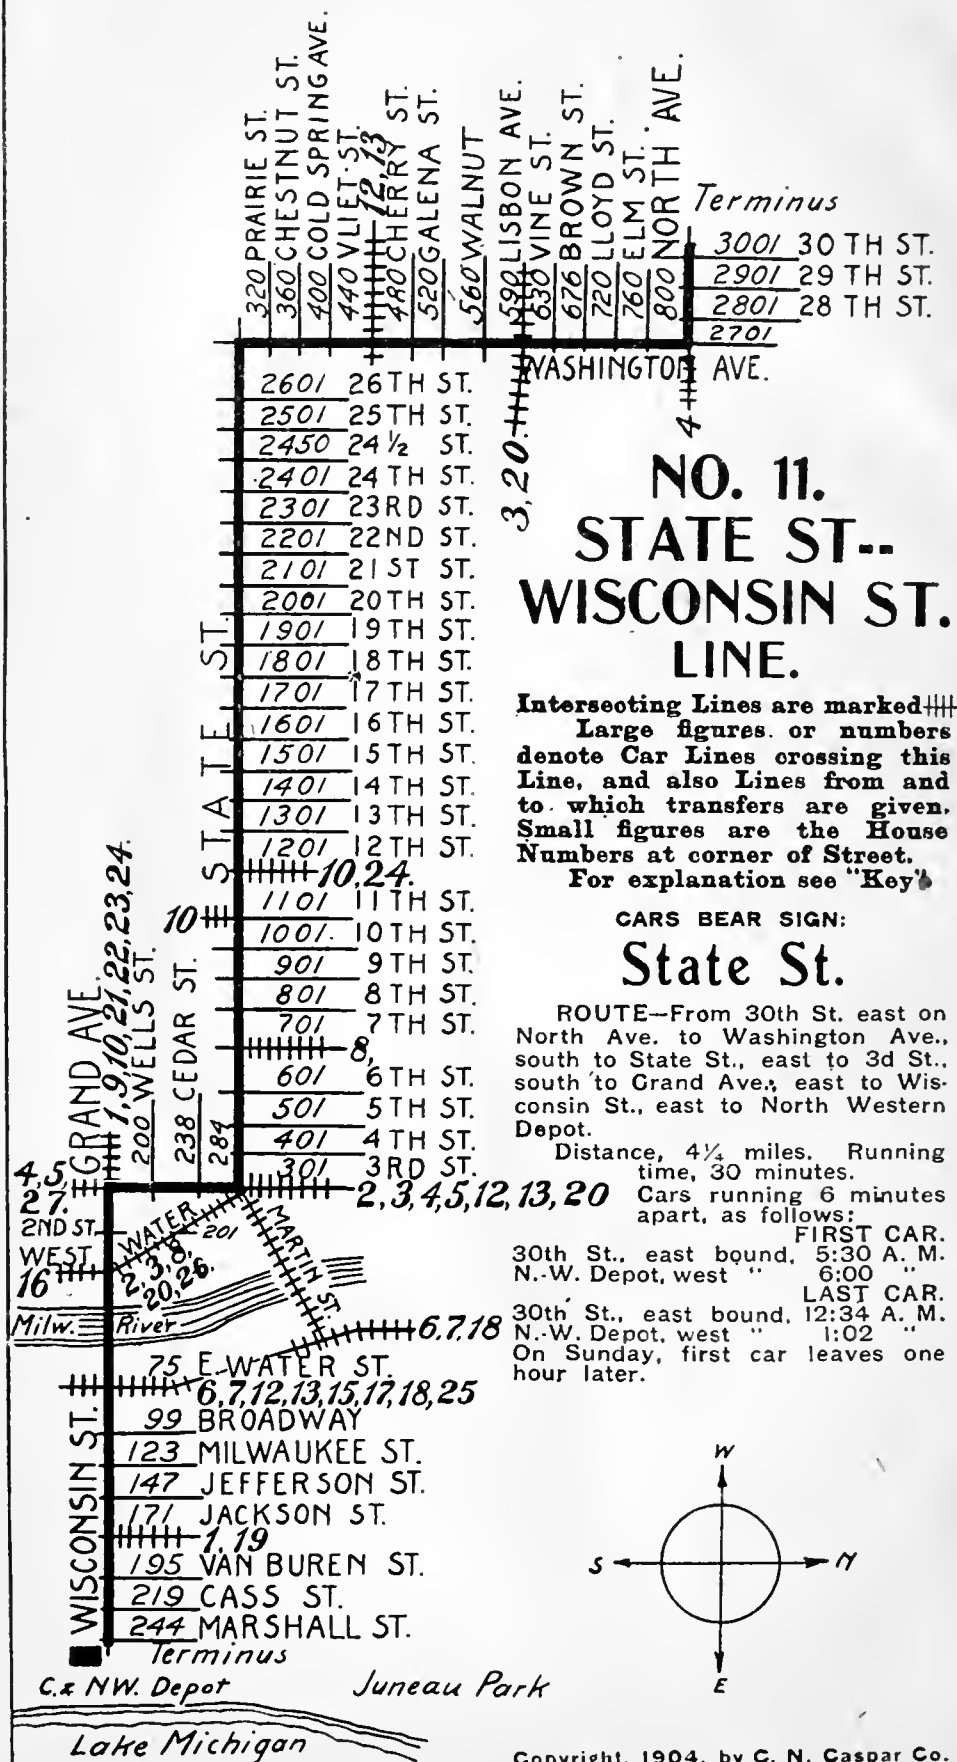 320 PRAIRIE ST.
360 CHESTNUT ST.
400 COLD SPRING AVE.
440 VLIET ST.
12, 13
480 CHERRY ST.
520 GALENA ST.
560 WALNUT
590 LISBON AVE.
630 VINE ST.
676 BROWN ST.
720 LLOYD ST.
760 ELM ST.
800 NORTH AVE.
Terminus
3001 30TH ST.
2901 29TH ST.
2801 28TH ST.
2701
WASHINGTON AVE.
4
3, 20.
2601 26TH ST.
2501 25TH ST.
2450 24½ ST.
2401 24TH ST.
2301 23RD ST.
2201 22ND ST.
2101 21ST ST.
2001 20TH ST.
1901 19TH ST.
1801 18TH ST.
1701 17TH ST.
1601 16TH ST.
1501 15TH ST.
1401 14TH ST.
1301 13TH ST.
1201 12TH ST.
10, 24.
1101 11TH ST.
10
1001 10TH ST.
901 9TH ST.
801 8TH ST.
701 7TH ST.
8,
601 6TH ST.
501 5TH ST.
401 4TH ST.
301 3RD ST.
STATE ST.
2, 3, 4, 5, 12, 13, 20
GRAND AVE.
1, 9, 10, 21, 22, 23, 24.
200 WELLS ST.
238 CEDAR ST.
284
4, 5,
27.
2ND ST.
WEST
WATER
201
2, 3, 8,
20, 26.
16
MARTIN ST.
Milw. River
6. 7. 18
75 E. WATER ST.
6, 7, 12, 13, 15, 17, 18, 25
99 BROADWAY
123 MILWAUKEE ST.
147 JEFFERSON ST.
171 JACKSON ST.
1. 19
195 VAN BUREN ST.
219 CASS ST.
244 MARSHALL ST.
WISCONSIN ST.
Terminus
C. & NW. Depot
Juneau Park
Lake Michigan
NO. 11.
STATE ST--
WISCONSIN ST.
LINE.
Interseoting Lines are marked
Large figures. or numbers
denote Car Lines crossing this
Line, and also Lines from and
to which transfers are given.
Small figures are the House
Numbers at corner of Street.
For explanation see "Key"
CARS BEAR SIGN:
State St.
ROUTE—From 30th St. east on
North Ave. to Washington Ave.,
south to State St., east to 3d St.,
south to Grand Ave., east to Wis-
consin St., east to North Western
Depot.
Distance, 4¼ miles. Running
time, 30 minutes.
Cars running 6 minutes
apart, as follows:
FIRST CAR.
30th St., east bound, 5:30 A. M.
N.-W. Depot, west " 6:00 "
LAST CAR.
30th St., east bound, 12:34 A. M.
N.-W. Depot, west " 1:02 "
On Sunday, first car leaves one
hour later.
W
S N
E
Copyright, 1904, by C. N. Caspar Co.